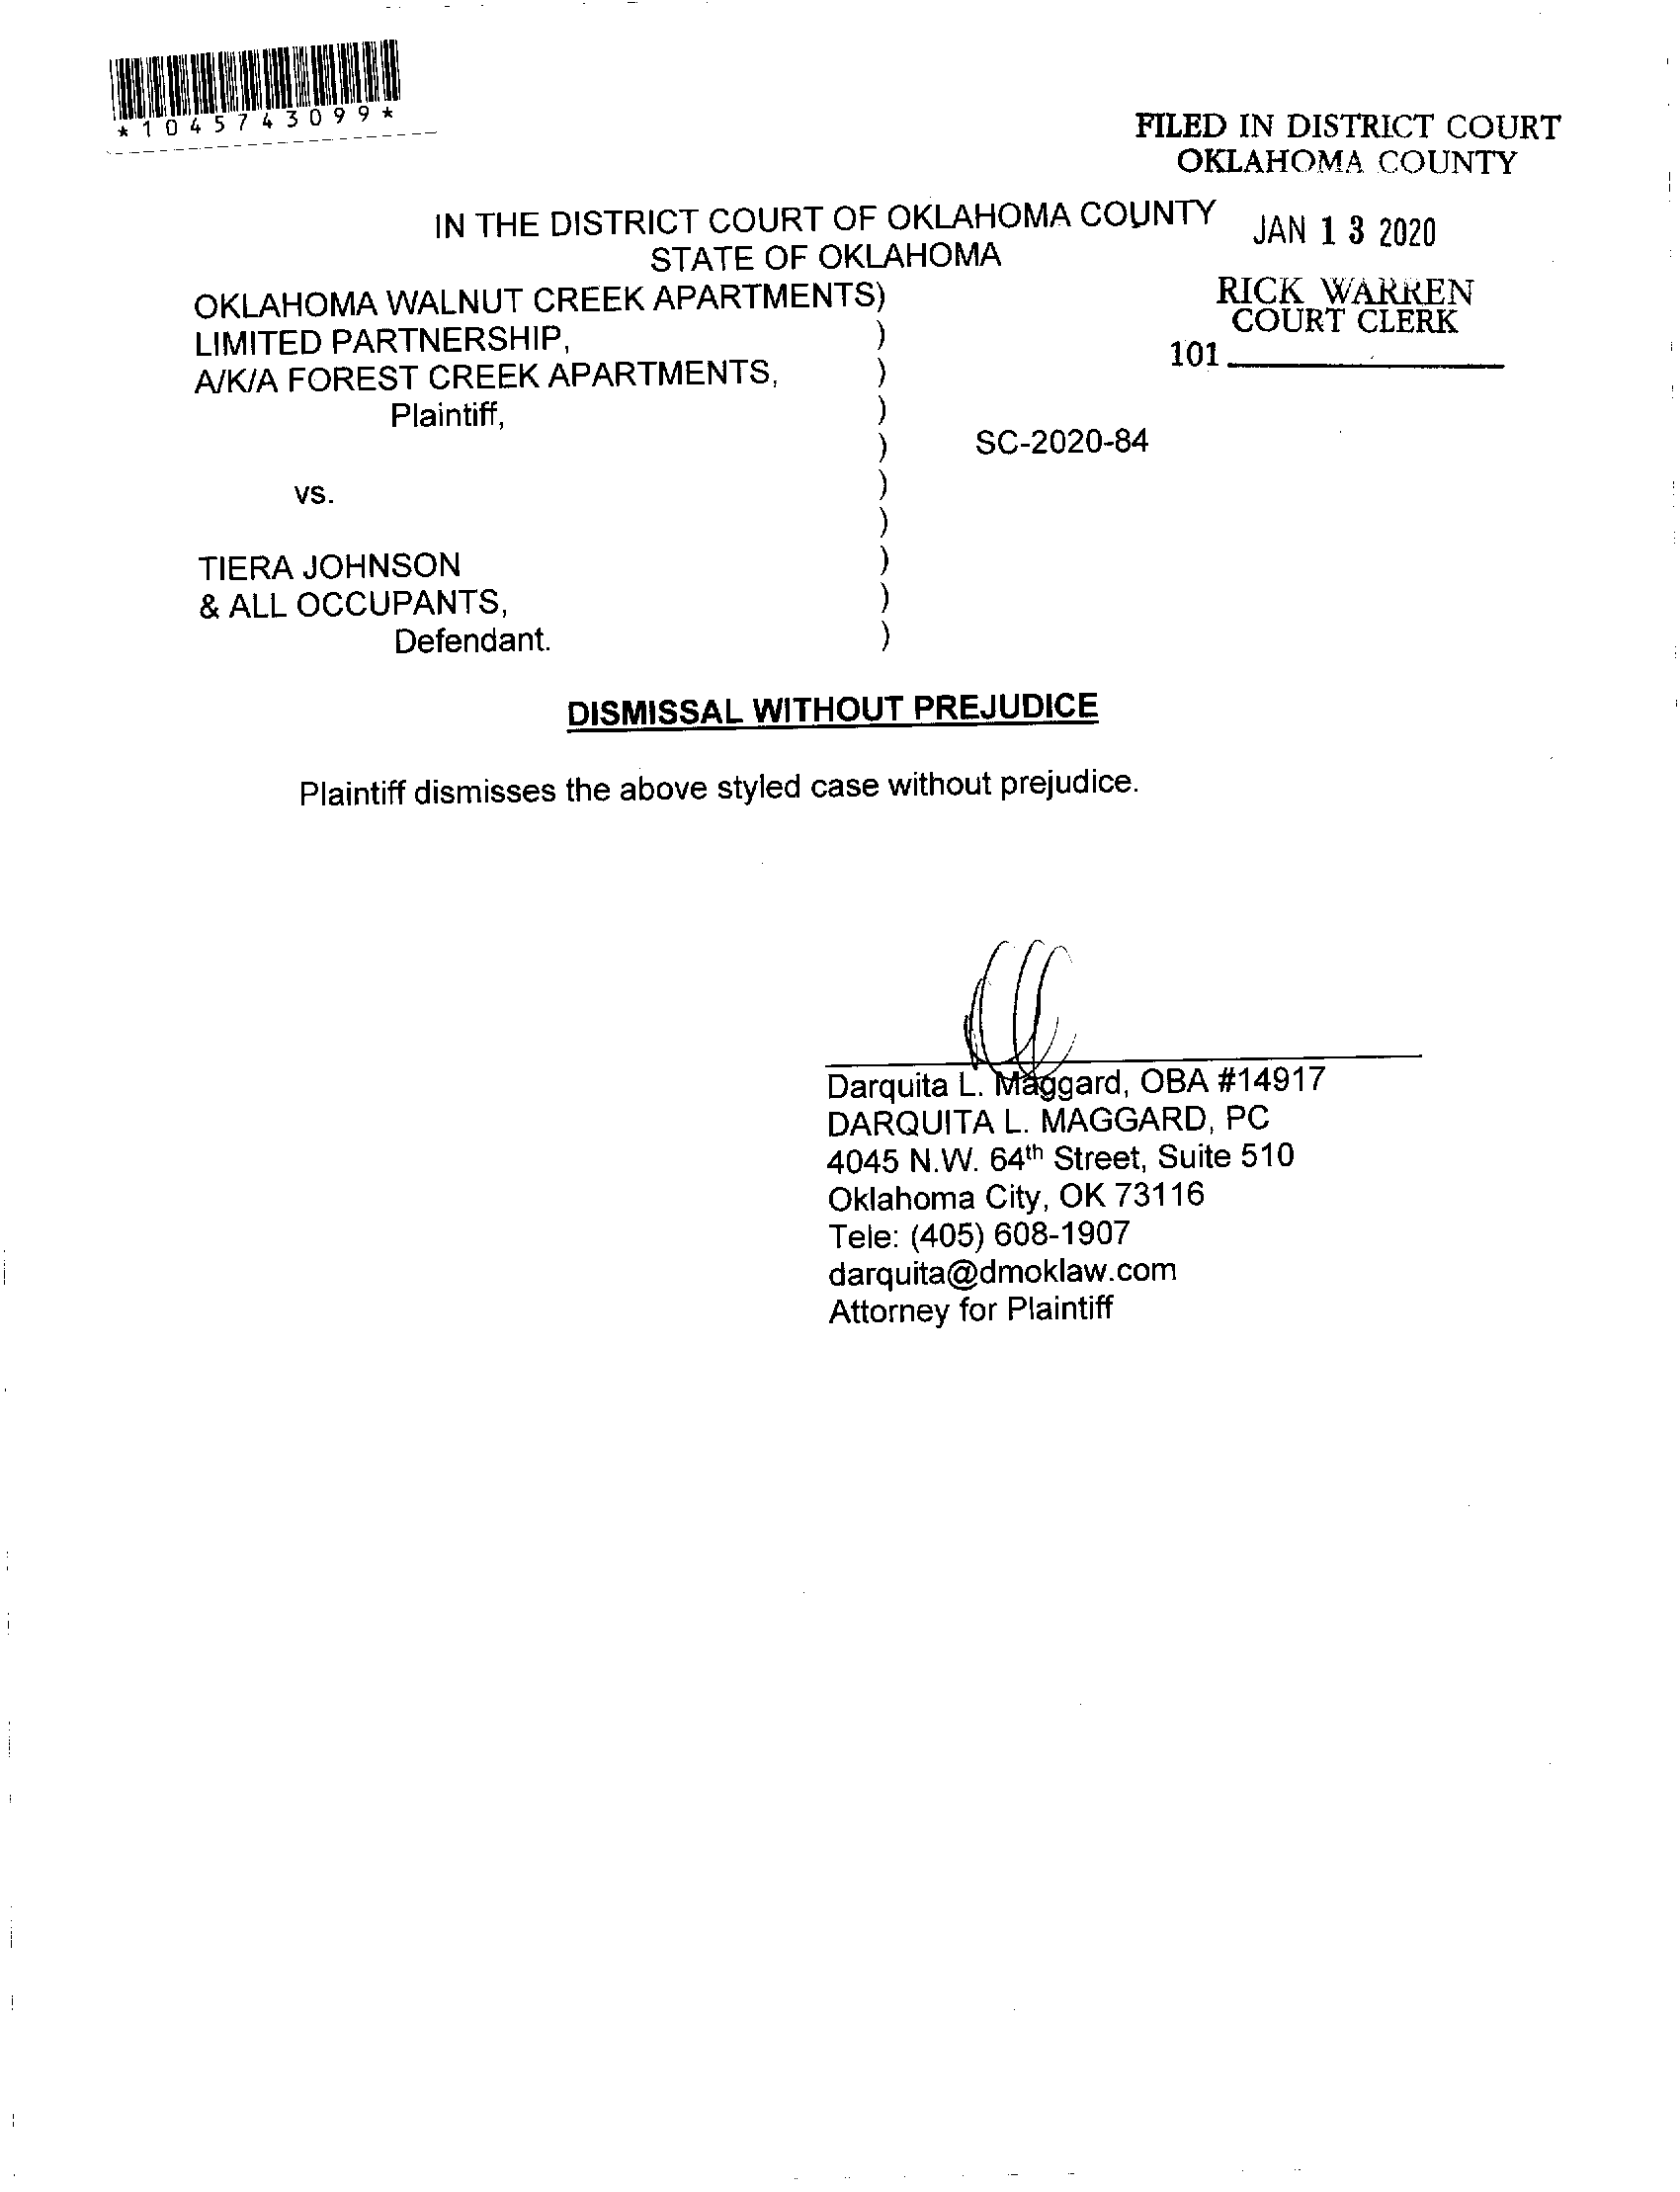 *1045743099*
FILED IN DISTRICT COURT
OKLAHOMA COUNTY
JAN 13 2020
RICK WARREN
COURT CLERK
101
IN THE DISTRICT COURT OF OKLAHOMA COUNTY
STATE OF OKLAHOMA
OKLAHOMA WALNUT CREEK APARTMENTS)
LIMITED PARTNERSHIP, )
A/K/A FOREST CREEK APARTMENTS, )
Plaintiff, )
) SC-2020-84
vs. )
)
TIERA JOHNSON )
& ALL OCCUPANTS, )
Defendant. )
DISMISSAL WITHOUT PREJUDICE
Plaintiff dismisses the above styled case without prejudice.
Darquita L. Maggard, OBA #14917
DARQUITA L. MAGGARD, PC
4045 N.W. 64th Street, Suite 510
Oklahoma City, OK 73116
Tele: (405) 608-1907
darquita@dmoklaw.com
Attorney for Plaintiff